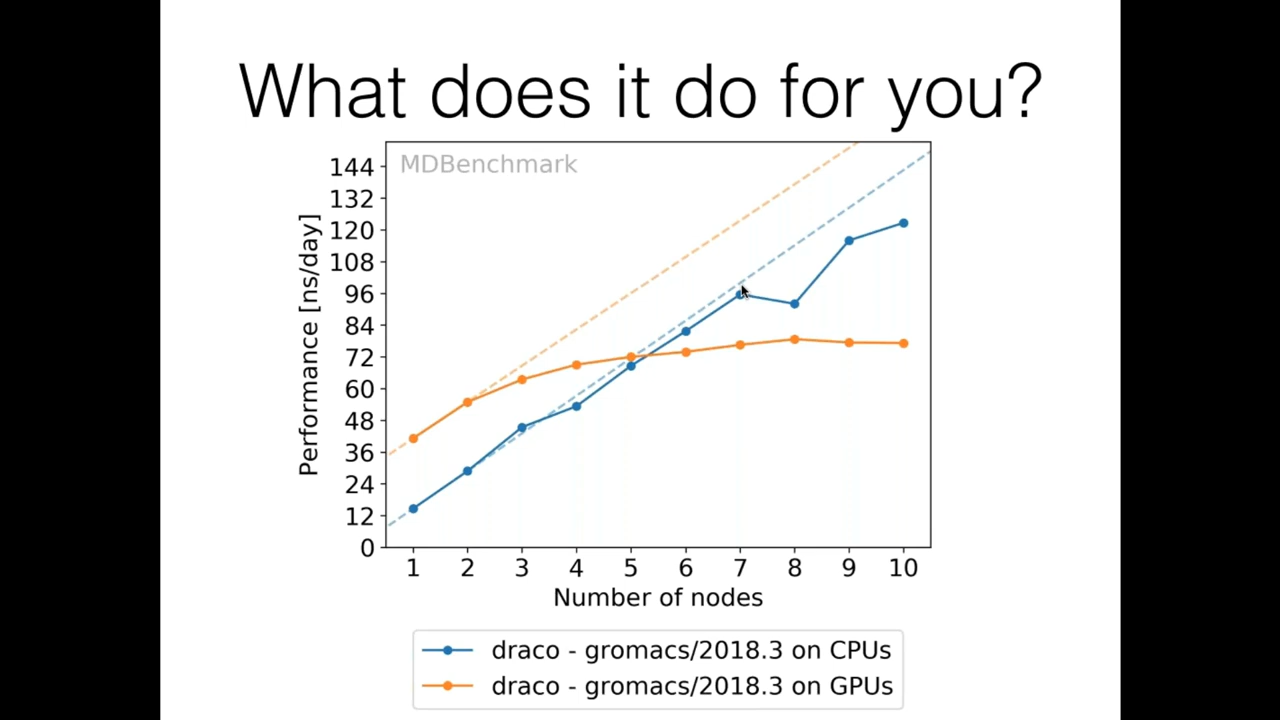 What does it do for you?
MDBenchmark
Performance [ns/day]
144
132
120
108
96
84
72
60
48
36
24
12
0
1 2 3 4 5 6 7 8 9 10
Number of nodes
draco - gromacs/2018.3 on CPUs
draco - gromacs/2018.3 on GPUs